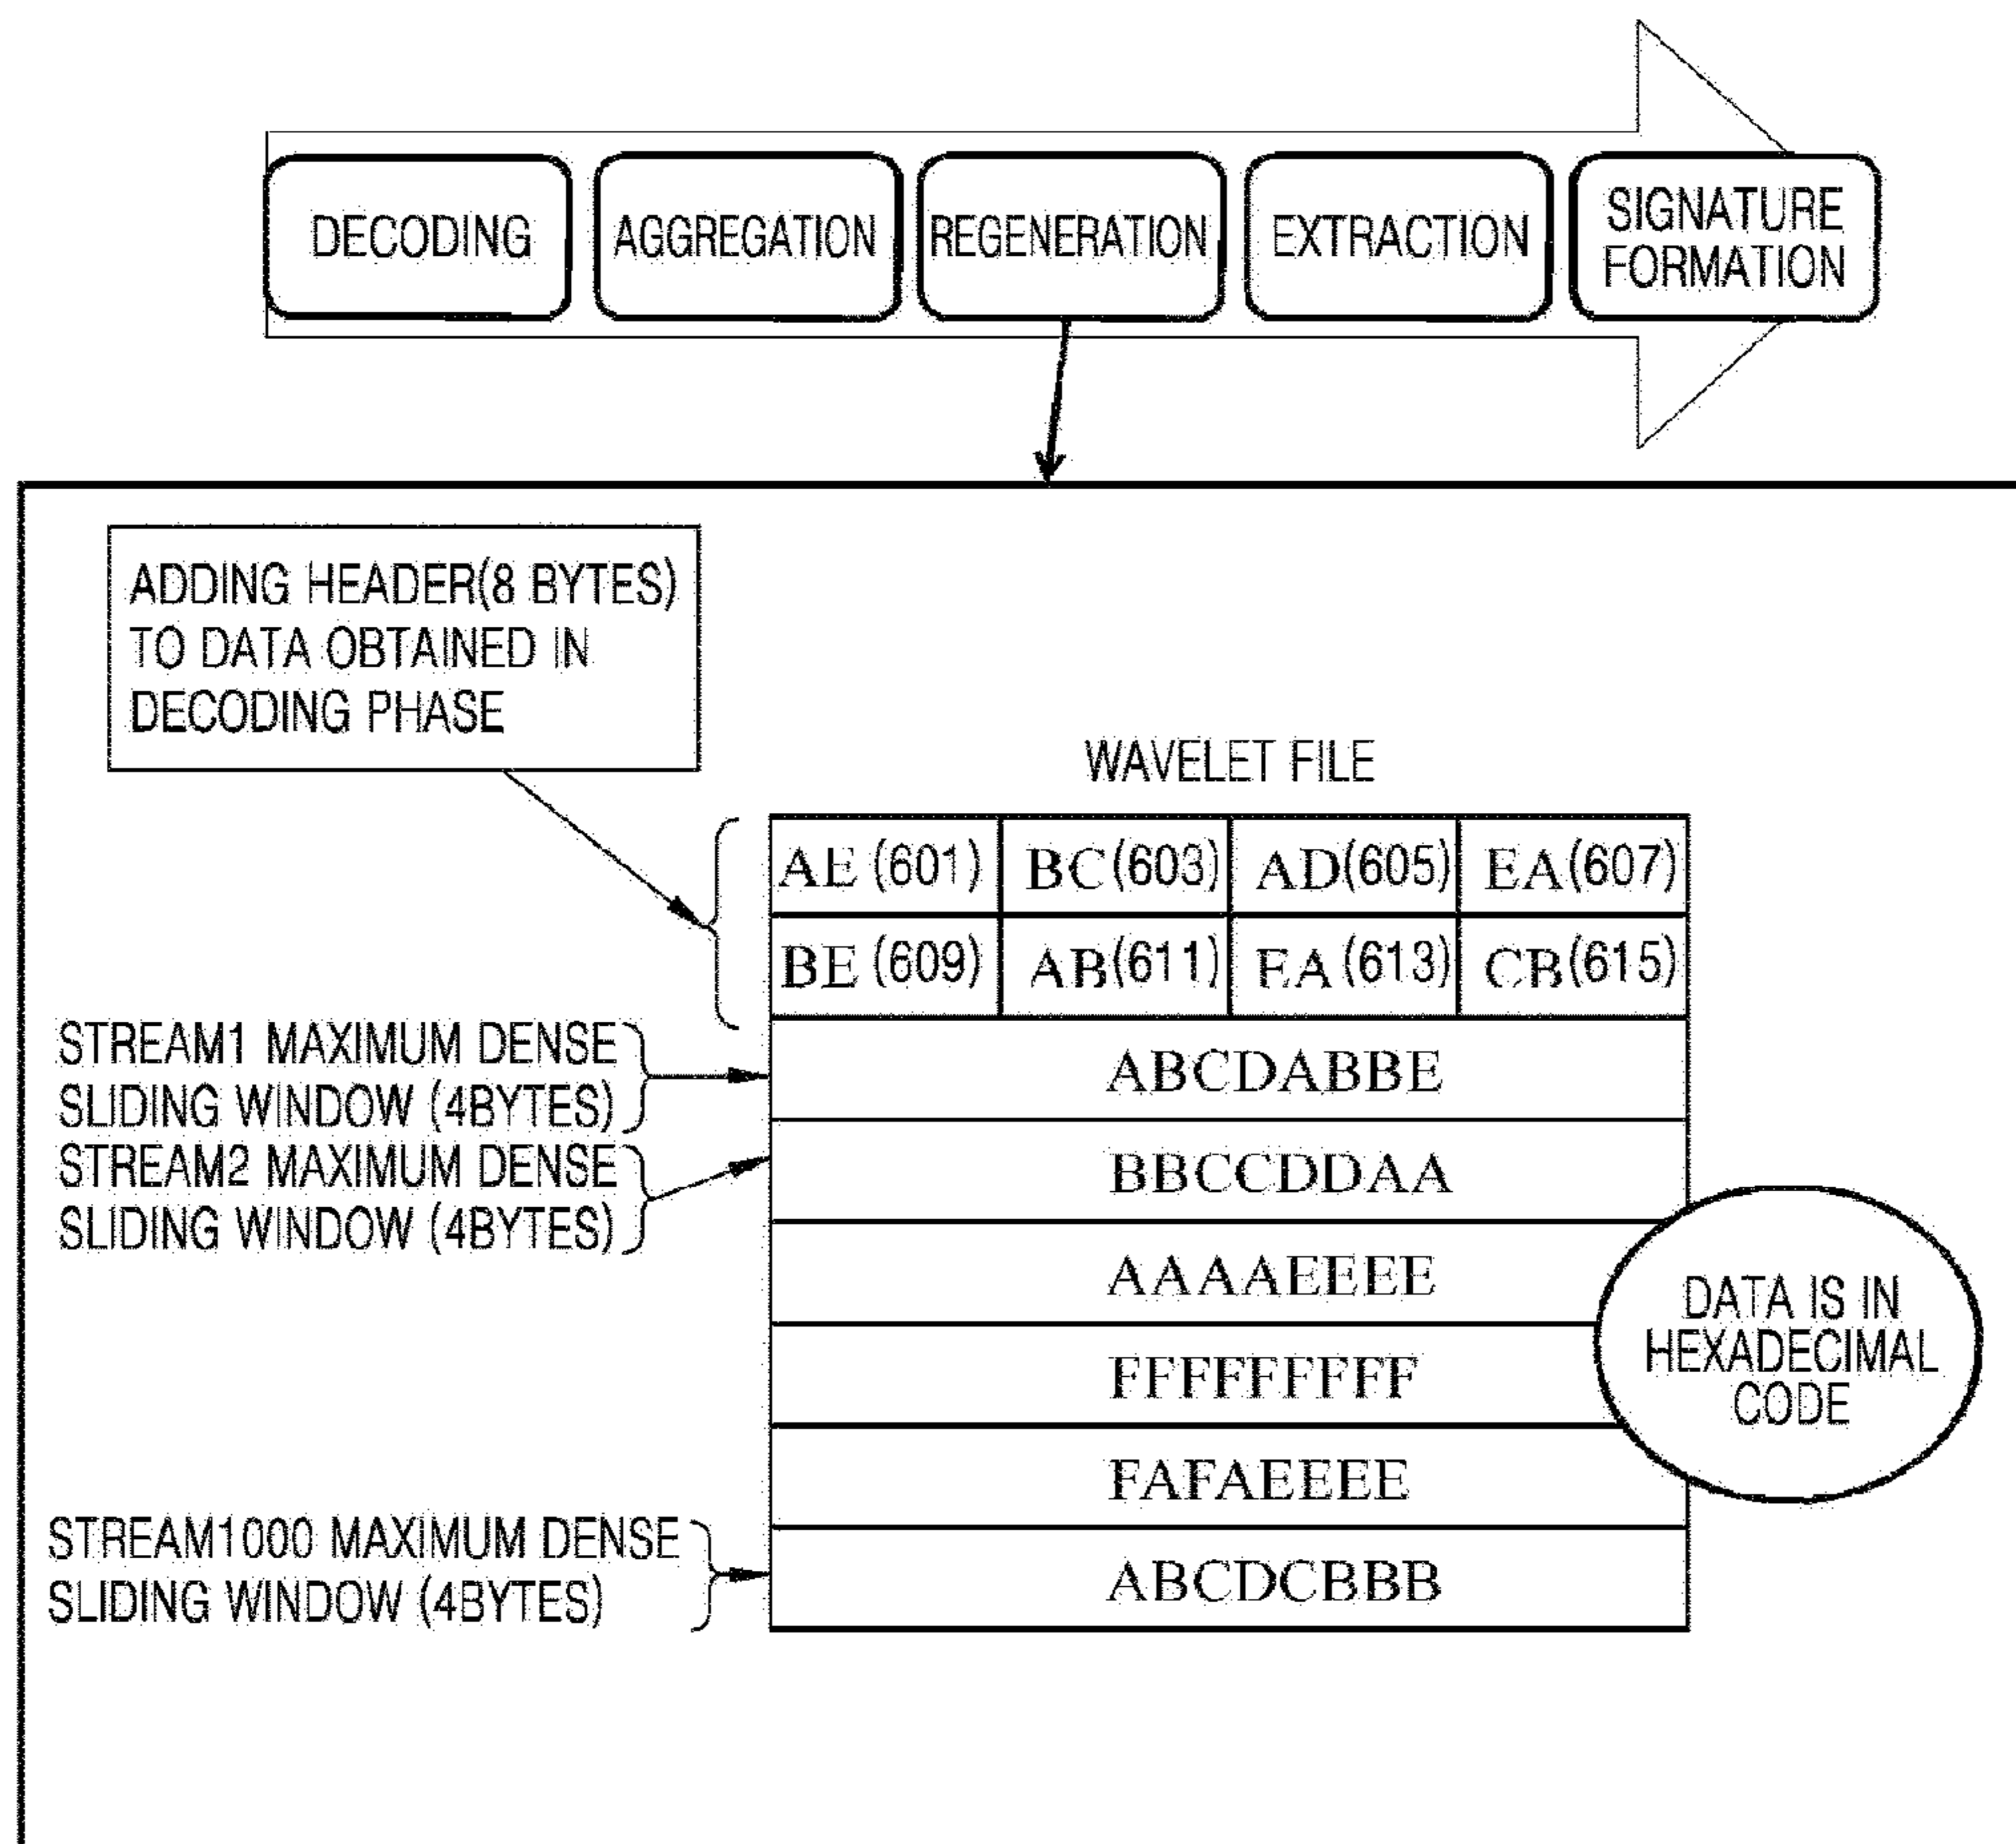 DECODING
AGGREGATION
REGENERATION
EXTRACTION
SIGNATURE
FORMATION
ADDING HEADER(8 BYTES)
TO DATA OBTAINED IN
DECODING PHASE
WAVELET FILE
AE (601) BC(603) AD(605) EA(607)
BE (609) AB(611) EA(613) CB(615)
STREAM1 MAXIMUM DENSE
SLIDING WINDOW (4BYTES)
ABCDABBE
STREAM2 MAXIMUM DENSE
SLIDING WINDOW (4BYTES)
BBCCDDAA
AAAAEEEE
FFFFFFFF
FAFAEEEE
DATA IS IN
HEXADECIMAL
CODE
STREAM1000 MAXIMUM DENSE
SLIDING WINDOW (4BYTES)
ABCDCBBB